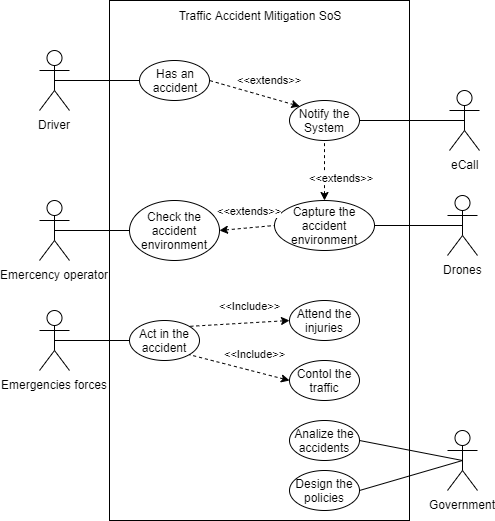 Traffic Accident Mitigation SoS
Has an
accident
<<extends>>
Driver
Notify the
System
eCall
<<extends>>
Check the
accident
environment
<<extends>>
Capture the
accident
environment
Emercency operator
Drones
<<Include>>
Attend the
injuries
Act in the
accident
<<Include>>
Emergencies forces
Contol the
traffic
Analize the
accidents
Design the
policies
Government